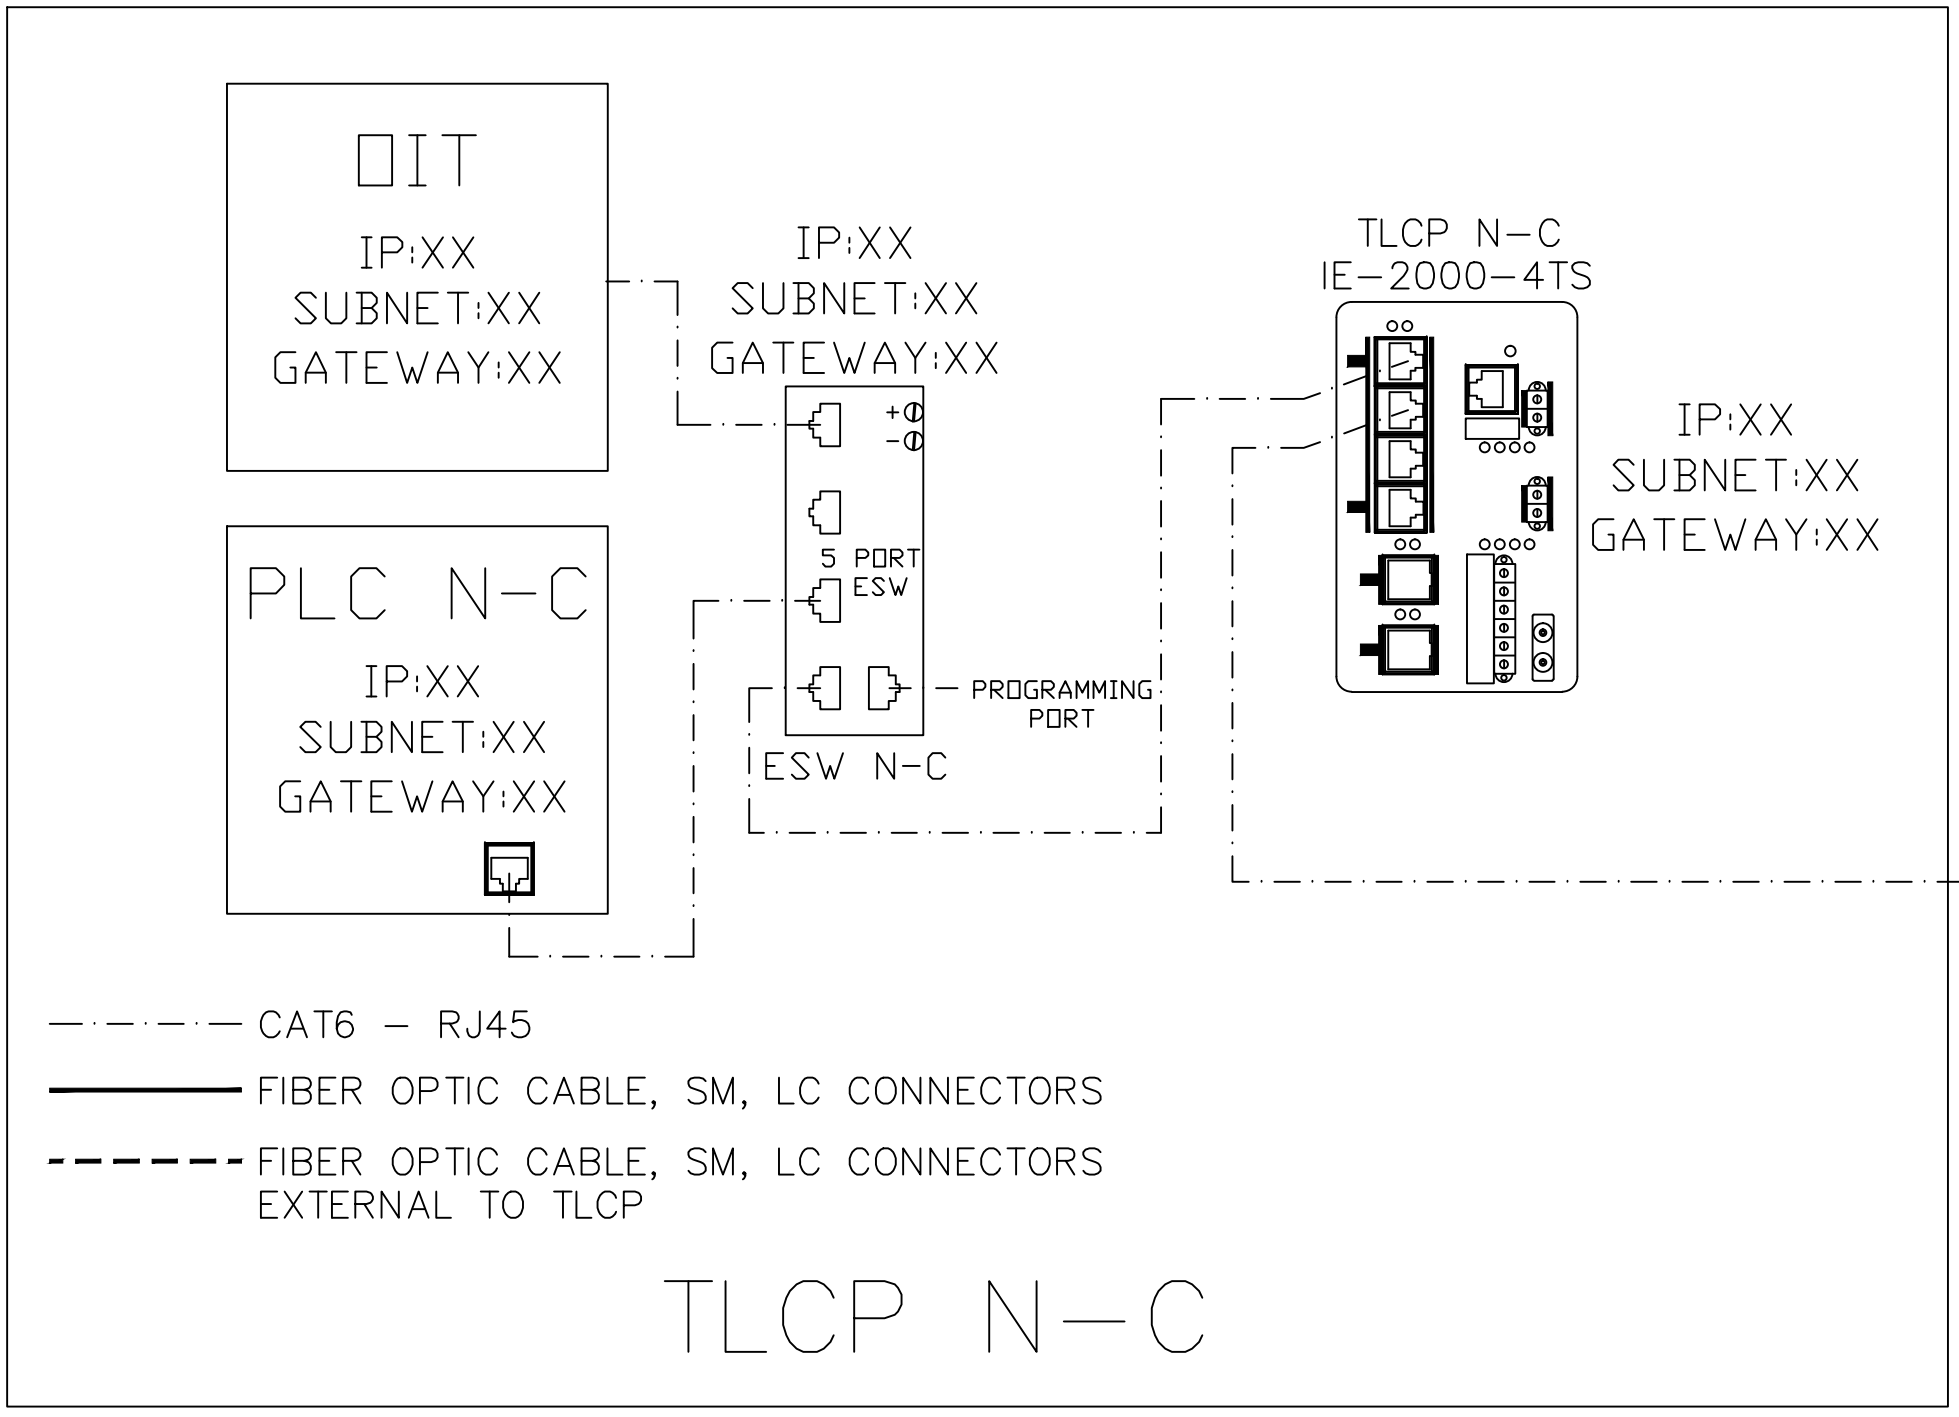 OIT
IP:XX
SUBNET:XX
GATEWAY:XX
PLC N-C
IP:XX
SUBNET:XX
GATEWAY:XX
IP:XX
SUBNET:XX
GATEWAY:XX
+
-
5 PORT
ESW
PROGRAMMING
PORT
ESW N-C
TLCP N-C
IE-2000-4TS
IP:XX
SUBNET:XX
GATEWAY:XX
CAT6 - RJ45
FIBER OPTIC CABLE, SM, LC CONNECTORS
FIBER OPTIC CABLE, SM, LC CONNECTORS
EXTERNAL TO TLCP
TLCP N-C